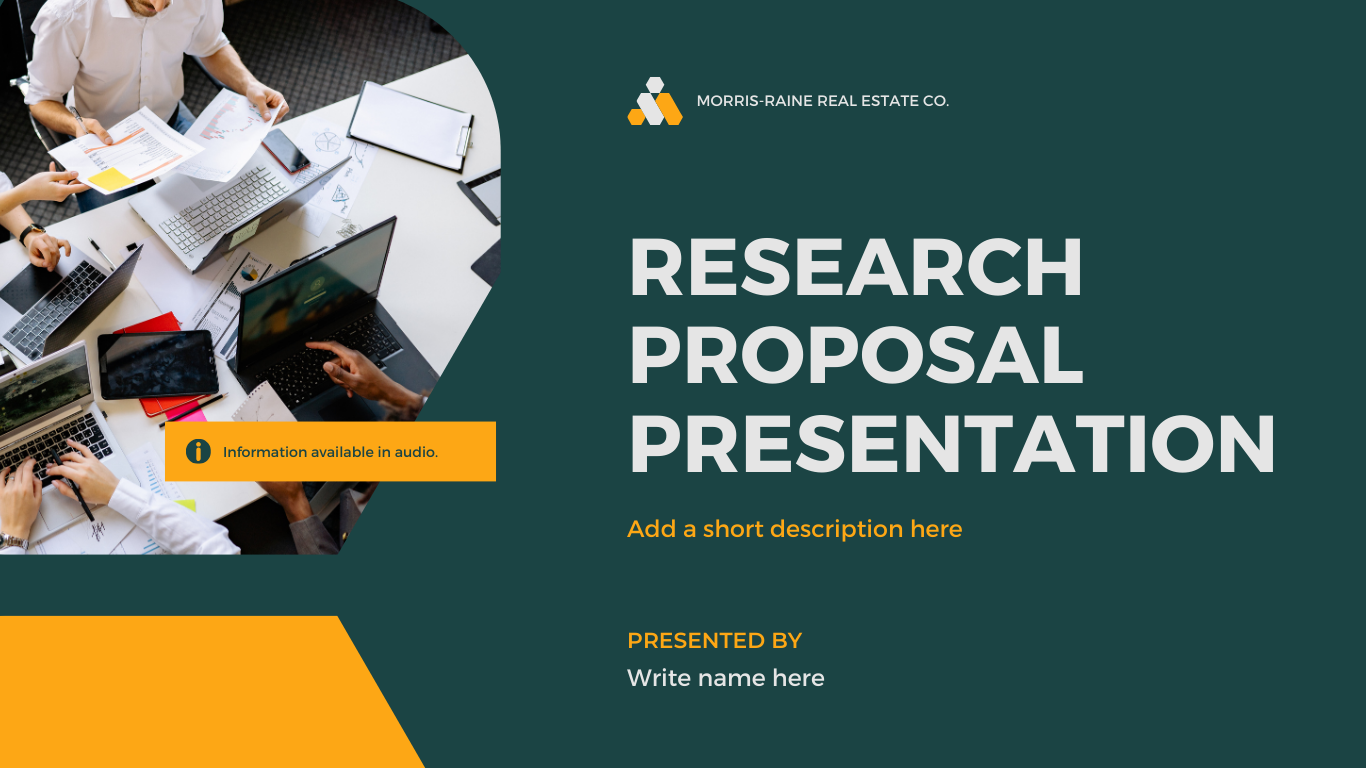 MORRIS-RAINE REAL ESTATE CO.
RESEARCH
PROPOSAL
PRESENTATION
Add a short description here
PRESENTED BY
Write name here
Information available in audio.